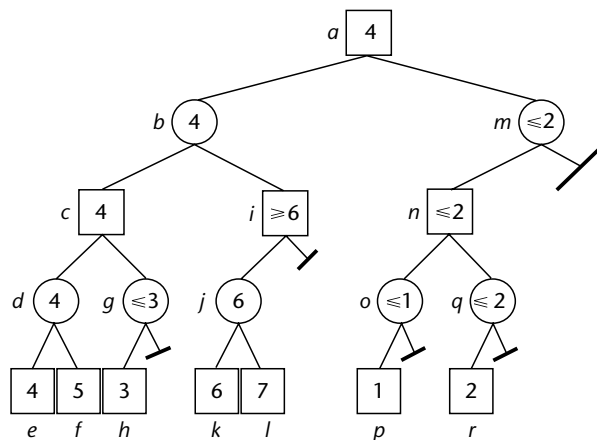 a 4
b 4 m ≤2
c 4 i ≥6 n ≤2
d 4 g ≤3 j 6 o ≤1 q ≤2
4 5 3 6 7 1 2
e f h k l p r